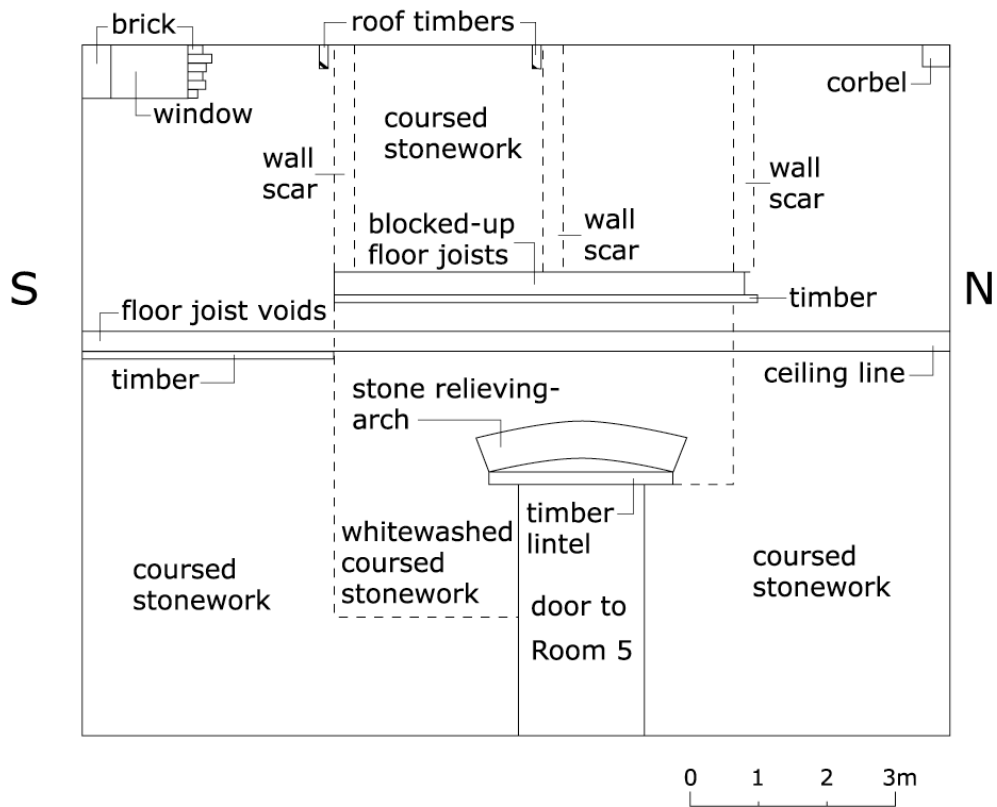 brick
roof timbers
corbel
window
coursed
stonework
wall
scar
wall
scar
wall
scar
blocked-up
floor joists
S
N
timber
floor joist voids
timber
ceiling line
stone relieving-
arch
timber
lintel
whitewashed
coursed
stonework
coursed
stonework
coursed
stonework
door to
Room 5
0 1 2 3m